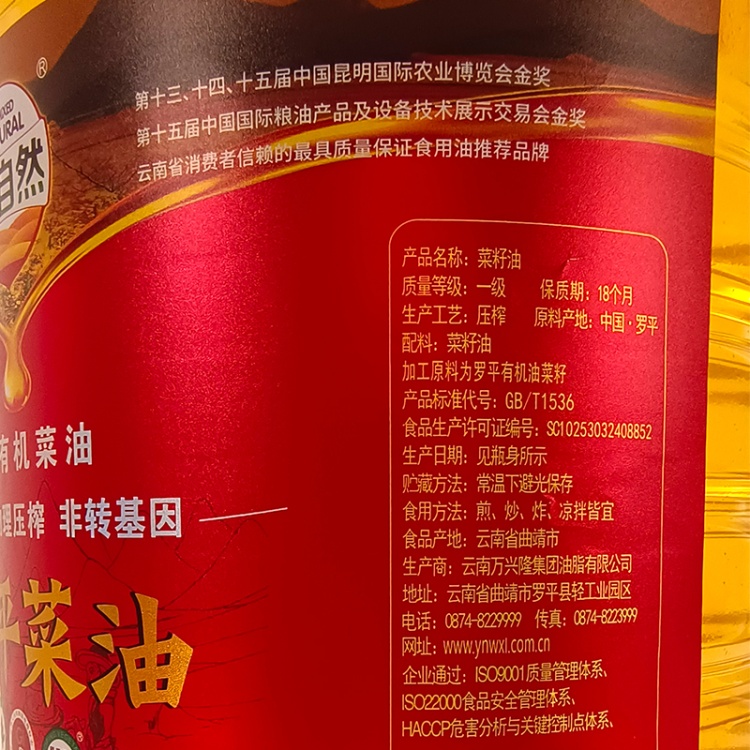 ®
第十三、十四、十五届中国昆明国际农业博览会金奖
第十五届中国国际粮油产品及设备技术展示交易会金奖
云南省消费者信赖的最具质量保证食用油推荐品牌
URAL
自然
有机菜油
理压榨 非转基因
菜油
产品名称：菜籽油
质量等级：一级 保质期：18个月
生产工艺：压榨 原料产地：中国·罗平
配料：菜籽油
加工原料为罗平有机油菜籽
产品标准代号：GB/T1536
食品生产许可证编号：SC10253032408852
生产日期：见瓶身所示
贮藏方法：常温下避光保存
食用方法：煎、炒、炸、凉拌皆宜
食品产地：云南省曲靖市
生产商：云南万兴隆集团油脂有限公司
地址：云南省曲靖市罗平县轻工业园区
电话：0874-8229999 传真：0874-8223999
网址：www.ynwxl.com.cn
企业通过：ISO9001质量管理体系、
ISO22000食品安全管理体系、
HACCP危害分析与关键控制点体系、